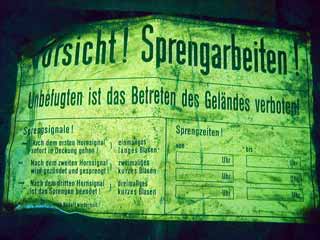 Vorsicht! Sprengarbeiten!
Unbefugten ist das Betreten des Geländes verboten!
Sprengsignale!
Nach dem ersten Hornsignal sofort in Deckung gehen! einmaliges langes Blasen
Nach dem zweiten Hornsignal wird gezündet und gesprengt! zweimaliges kurzes Blasen
Nach dem dritten Hornsignal ist das Sprengen beendet! dreimaliges kurzes Blasen
Sprengzeiten!
von bis
Uhr Uhr
Uhr Uhr
Uhr Uhr